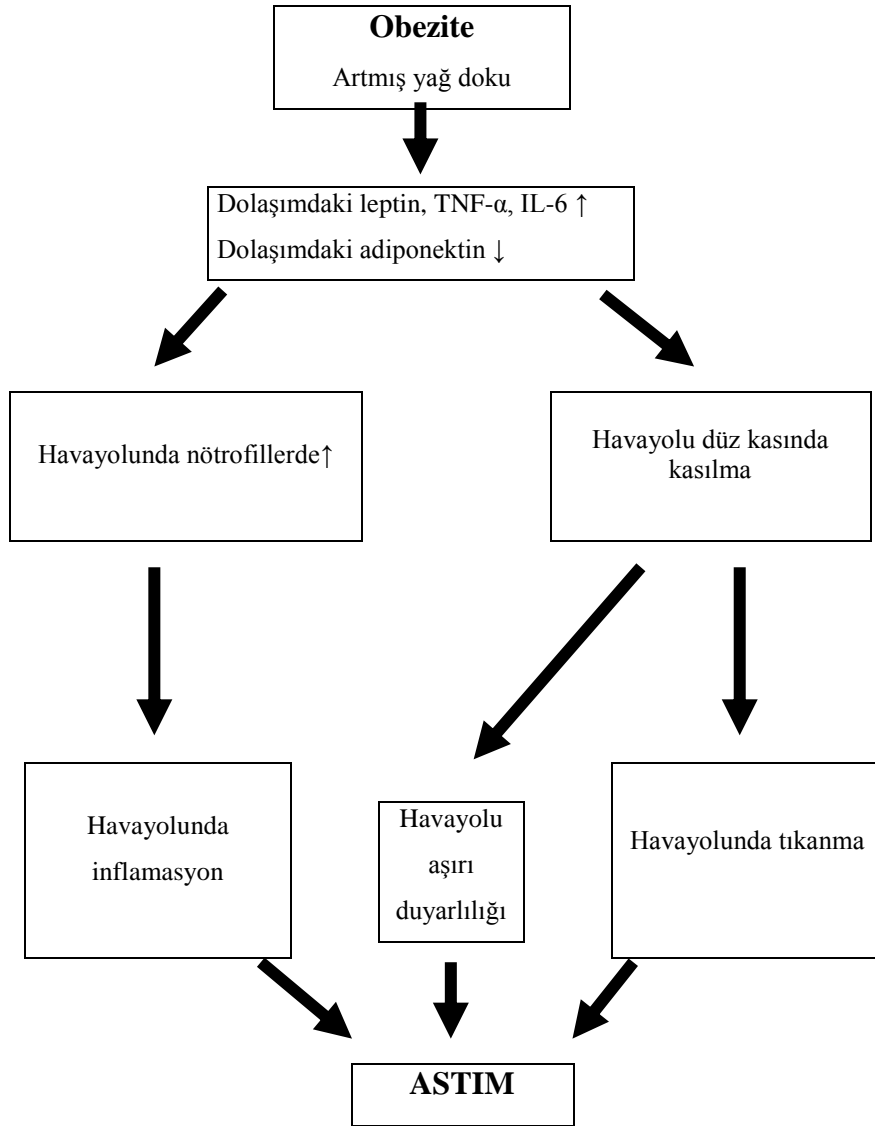 Obezite
Artmış yağ doku
Dolaşımdaki leptin, TNF-α, IL-6 ↑
Dolaşımdaki adiponektin ↓
Havayolunda nötrofillerde↑
Havayolu düz kasında
kasılma
Havayolunda
inflamasyon
Havayolu
aşırı
duyarlılığı
Havayolunda tıkanma
ASTIM